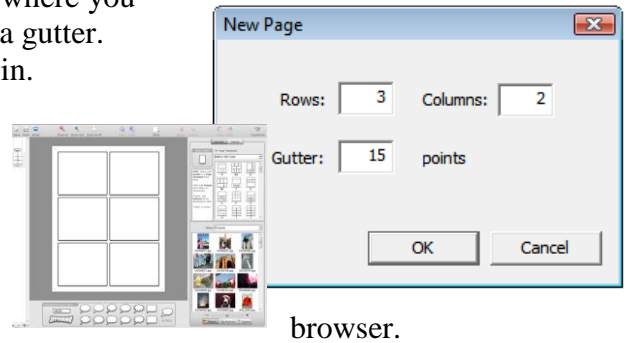 where you
a gutter.
in.
New Page
Rows: 3 Columns: 2
Gutter: 15 points
OK Cancel
browser.